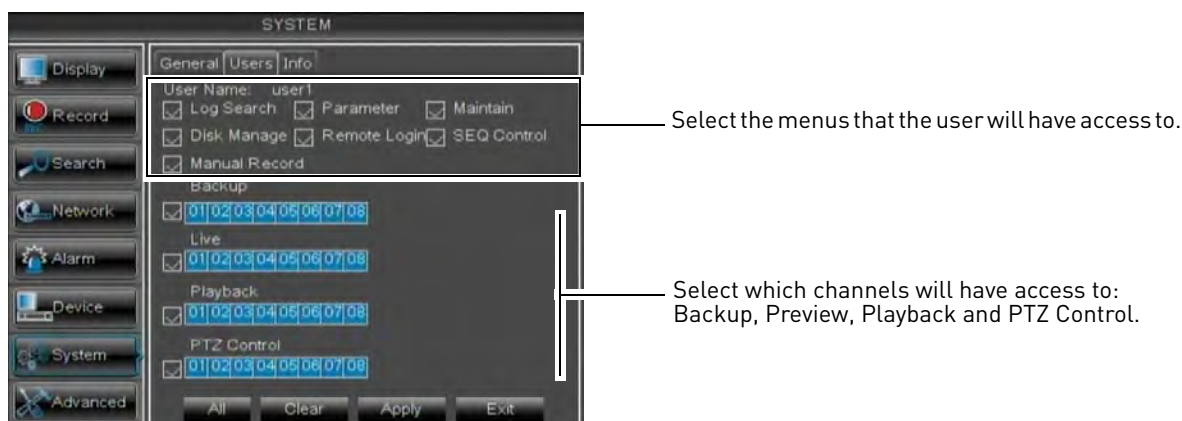 SYSTEM
Display
Record
Search
Network
Alarm
Device
System
Advanced
General Users Info
User Name: user1
Log Search Parameter Maintain
Disk Manage Remote Login SEQ Control
Manual Record
Backup
01 02 03 04 05 06 07 08
Live
01 02 03 04 05 06 07 08
Playback
01 02 03 04 05 06 07 08
PTZ Control
01 02 03 04 05 06 07 08
All Clear Apply Exit
Select the menus that the user will have access to.
Select which channels will have access to:
Backup, Preview, Playback and PTZ Control.